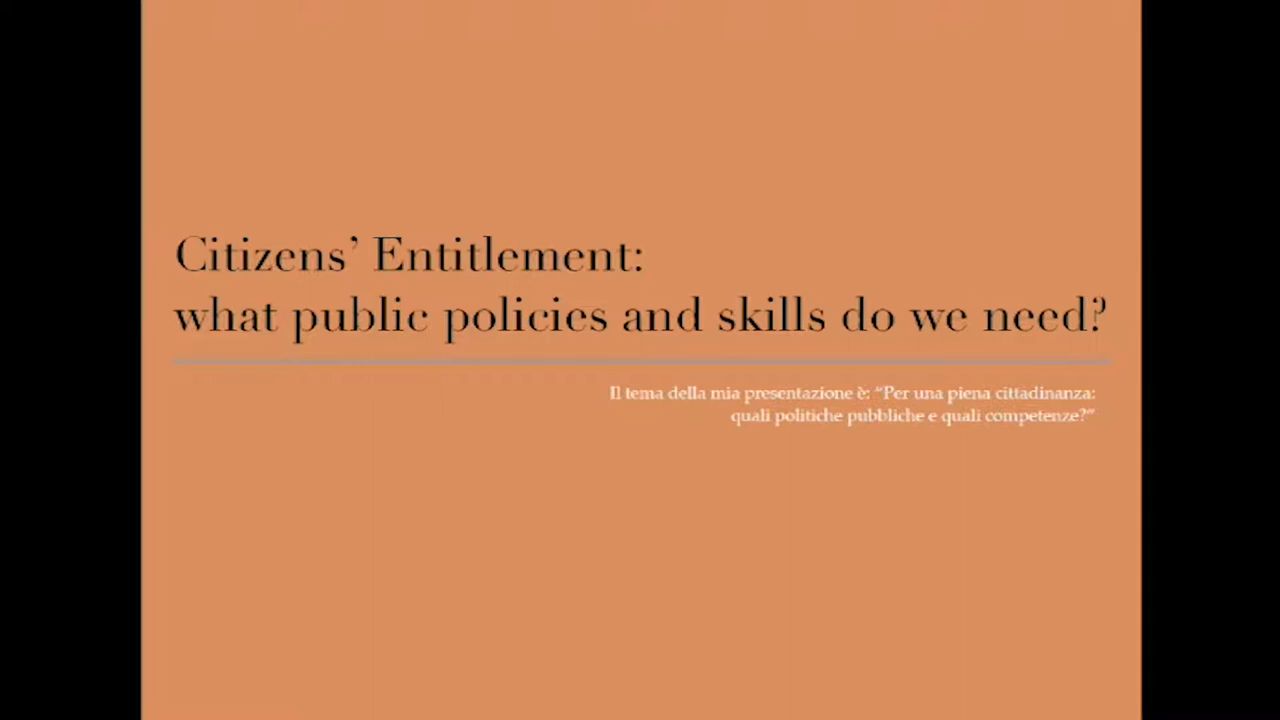 Citizens’ Entitlement:
what public policies and skills do we need?
Il tema della mia presentazione è: “Per una piena cittadinanza:
quali politiche pubbliche e quali competenze?”